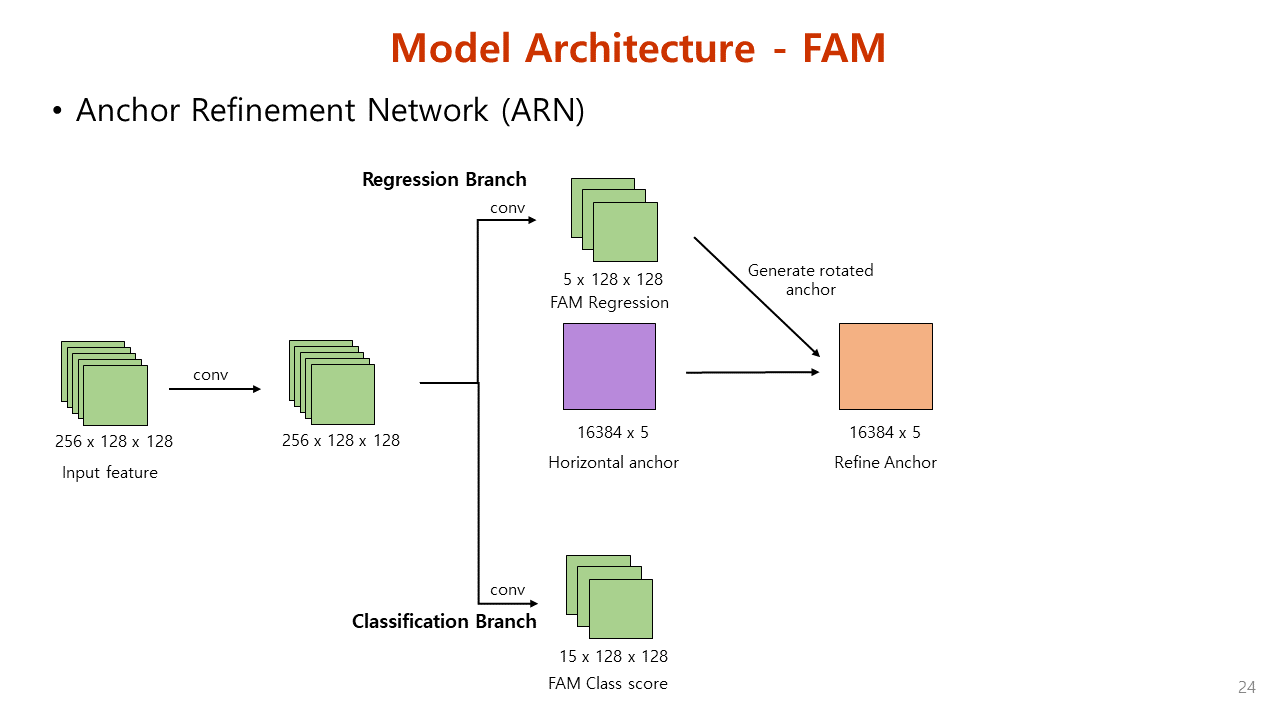 Model Architecture - FAM
• Anchor Refinement Network (ARN)
Regression Branch
conv
5 x 128 x 128
FAM Regression
Generate rotated
anchor
conv
256 x 128 x 128
Input feature
256 x 128 x 128
16384 x 5
Horizontal anchor
16384 x 5
Refine Anchor
conv
Classification Branch
15 x 128 x 128
FAM Class score
24